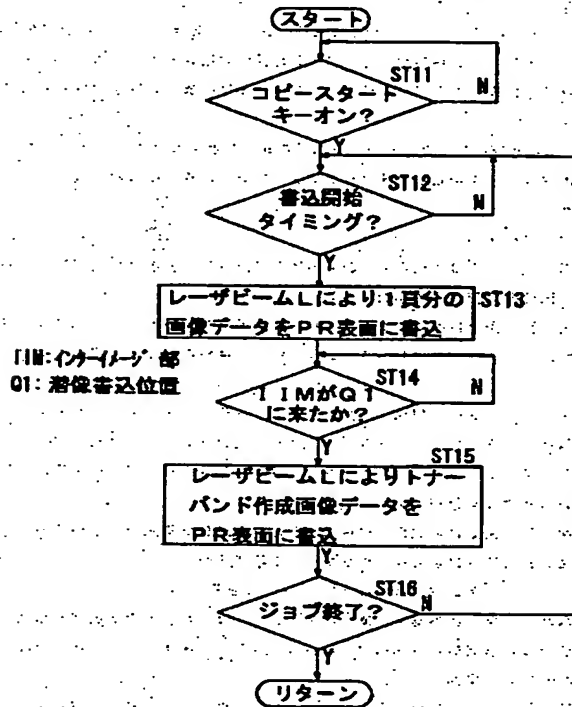 スタート
ST11
コピースタート
キーオン?
N
Y
ST12
書込開始
タイミング?
N
Y
レーザビームLにより1頁分の
画像データをPR表面に書込
ST13
IIM:インターイメージ部
Q1:潜像書込位置
ST14
IIMがQ1
に来たか?
N
Y
ST15
レーザビームLによりトナー
バンド作成画像データを
PR表面に書込
Y
ST16
ジョブ終了?
N
Y
リターン